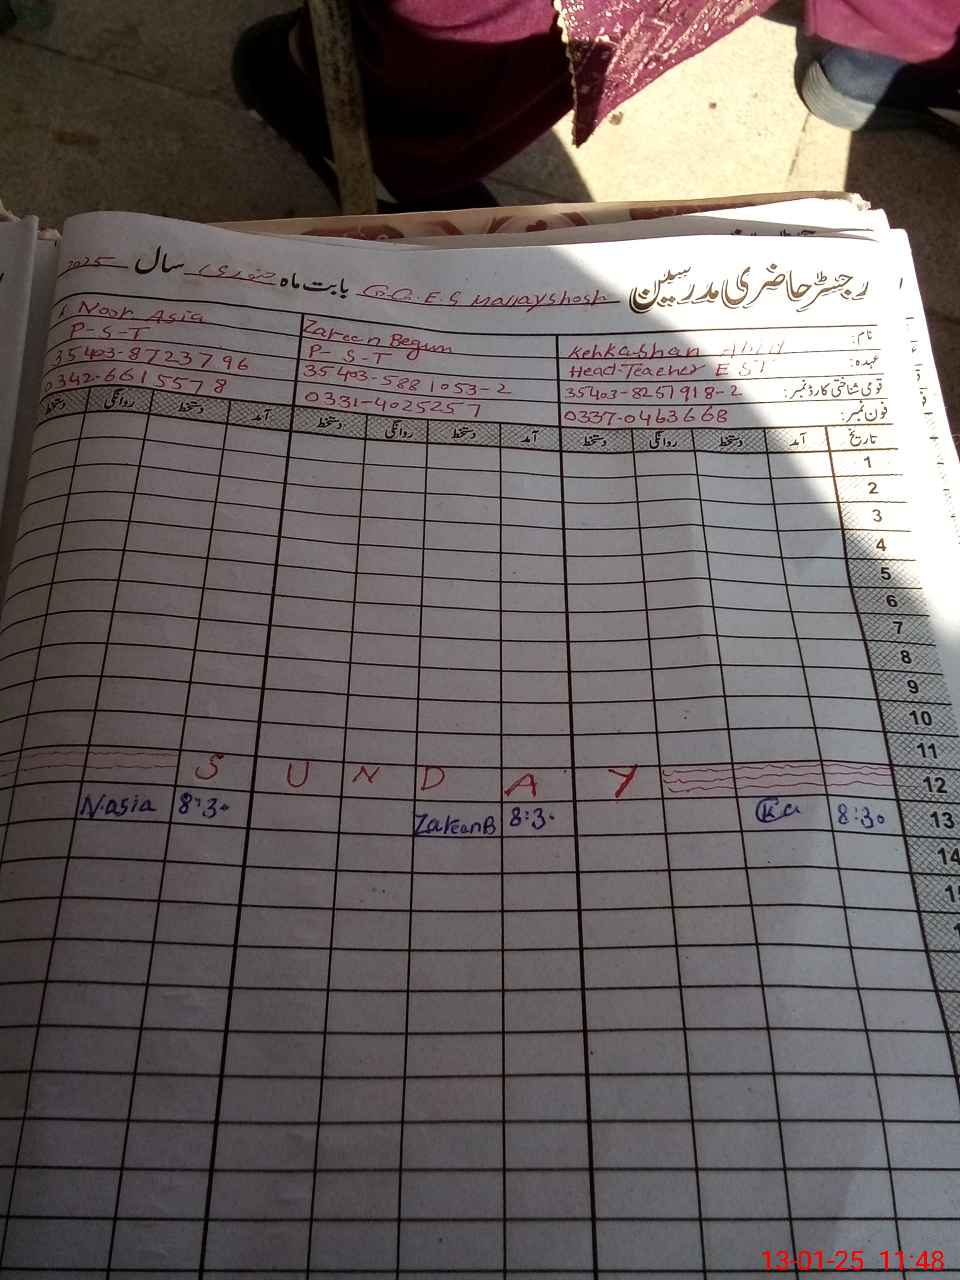 رجسٹر حاضری مدرسین G.G.E.S Mallayshosh بابت ماہ جنوری سال 2025
نام: Kehkashan Zareen Begum Noor Asia
عہدہ: Head-Teacher EST P-S-T P-S-T
قومی شناختی کارڈ نمبر: 35403-8251918-2 35403-5881053-2 35403-8723796
فون نمبر: 0337-0463668 0331-4025257 0342-6615578
تاریخ آمد دستخط روانگی دستخط آمد دستخط روانگی دستخط آمد دستخط روانگی دستخط
1
2
3
4
5
6
7
8
9
10
11
12 S U N D A Y
13 8:30 8:30 ZareenB 8:30 N.asia
14
13-01-25 11:48